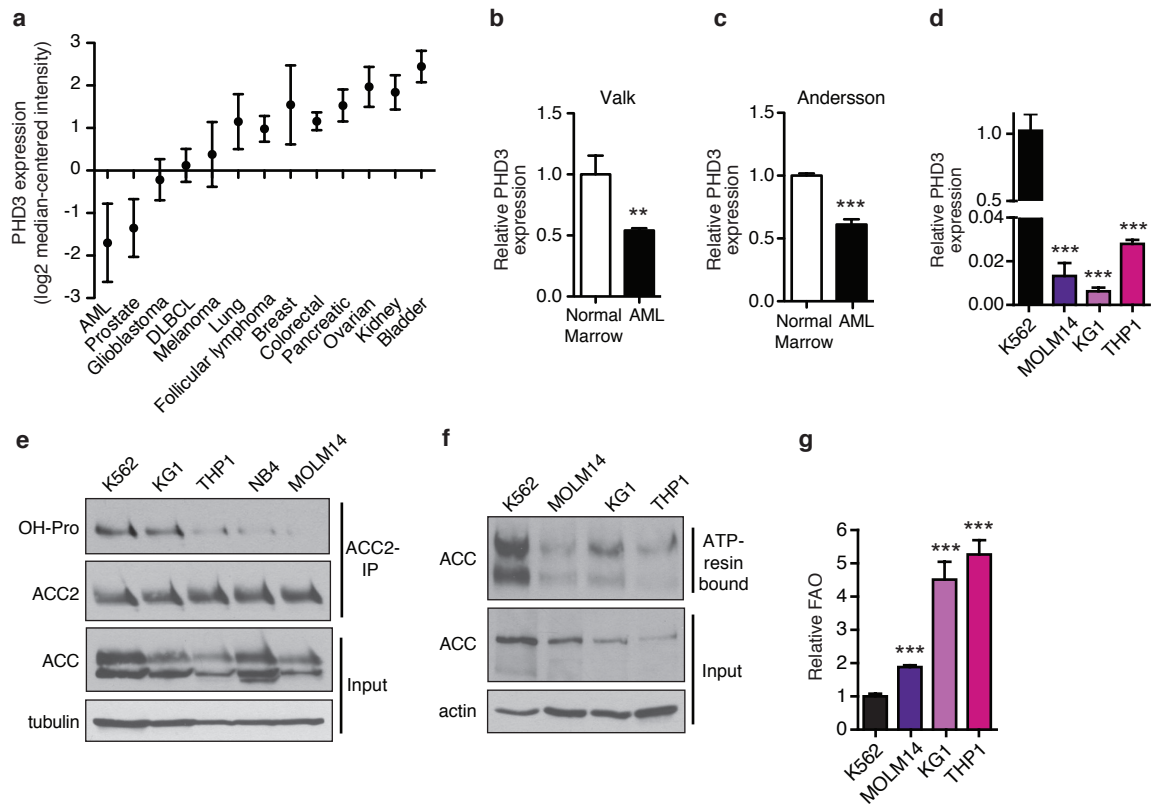 a
PHD3 expression
(log2 median-centered intensity)
3
2
1
0
-1
-2
-3
AML
Prostate
Glioblastoma
DLBCL
Melanoma
Lung
Follicular lymphoma
Breast
Colorectal
Pancreatic
Ovarian
Kidney
Bladder
b
Valk
Relative PHD3
expression
1.5
1.0
0.5
0.0
**
Normal AML
Marrow
c
Andersson
Relative PHD3
expression
1.5
1.0
0.5
0.0
***
Normal AML
Marrow
d
Relative PHD3
expression
1.0
0.5
0.04
0.02
0.00
***
***
***
K562
MOLM14
KG1
THP1
e
K562
KG1
THP1
NB4
MOLM14
OH-Pro
ACC2
ACC2-
IP
ACC
tubulin
Input
f
K562
MOLM14
KG1
THP1
ACC
ATP-
resin
bound
ACC
actin
Input
g
Relative FAO
6
5
4
3
2
1
0
***
***
***
K562
MOLM14
KG1
THP1